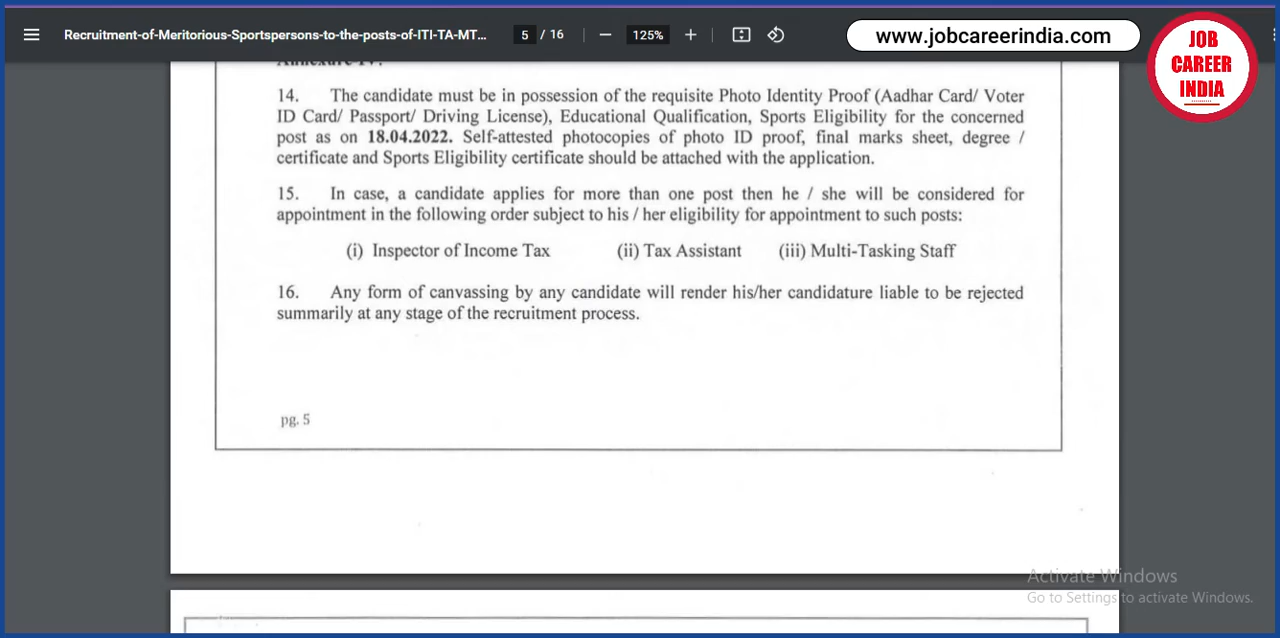 Recruitment-of-Meritorious-Sportspersons-to-the-posts-of-ITI-TA-MT...
5 / 16
125%
www.jobcareerindia.com
JOB
CAREER
INDIA
14. The candidate must be in possession of the requisite Photo Identity Proof (Aadhar Card/ Voter
ID Card/ Passport/ Driving License), Educational Qualification, Sports Eligibility for the concerned
post as on 18.04.2022. Self-attested photocopies of photo ID proof, final marks sheet, degree /
certificate and Sports Eligibility certificate should be attached with the application.
15. In case, a candidate applies for more than one post then he / she will be considered for
appointment in the following order subject to his / her eligibility for appointment to such posts:
(i) Inspector of Income Tax (ii) Tax Assistant (iii) Multi-Tasking Staff
16. Any form of canvassing by any candidate will render his/her candidature liable to be rejected
summarily at any stage of the recruitment process.
pg. 5
Activate Windows
Go to Settings to activate Windows.